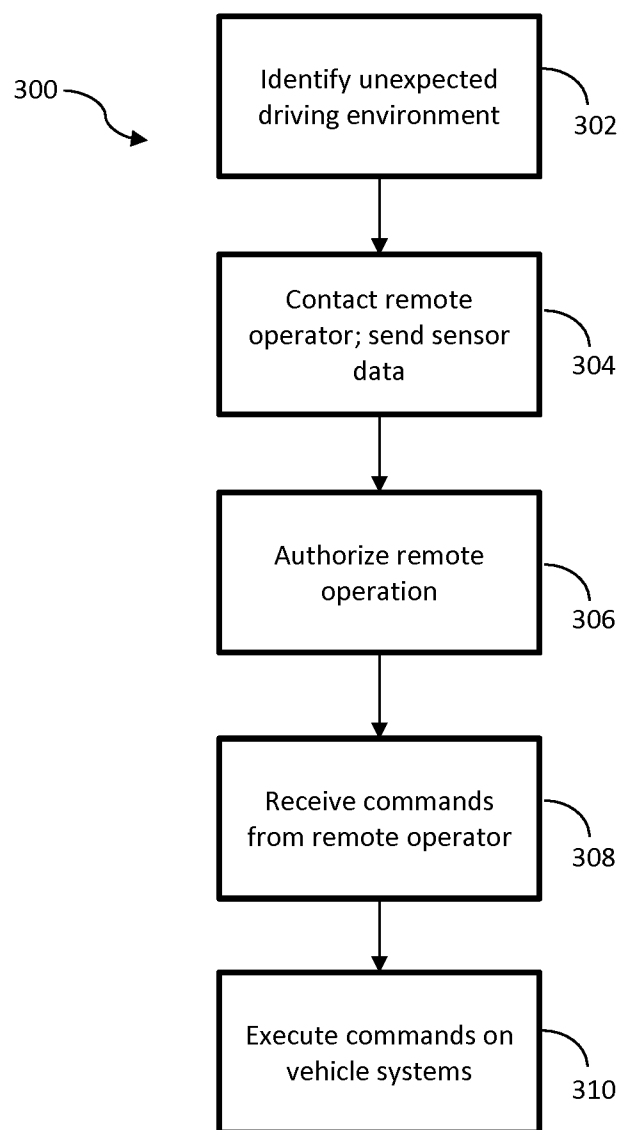 300
Identify unexpected
driving environment
302
Contact remote
operator; send sensor
data
304
Authorize remote
operation
306
Receive commands
from remote operator
308
Execute commands on
vehicle systems
310